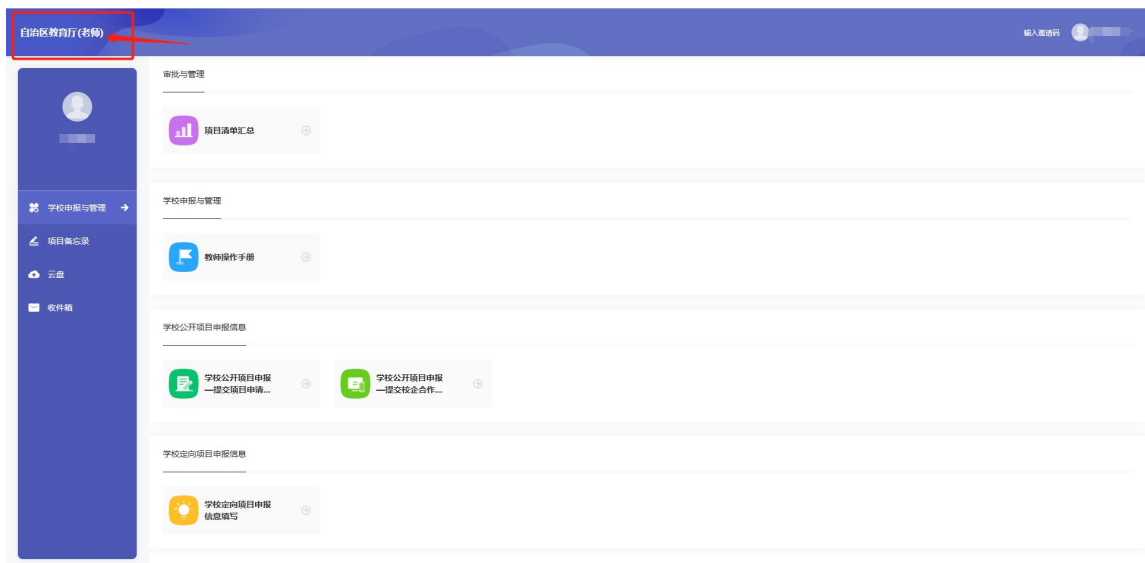 自治区教育厅(老师)
输入邀请码
审批与管理
项目清单汇总
学校申报与管理
项目备忘录
云盘
收件箱
学校申报与管理
教师操作手册
学校公开项目申报信息
学校公开项目申报
—提交项目申请...
学校公开项目申报
—提交校企合作...
学校定向项目申报信息
学校定向项目申报
信息填写